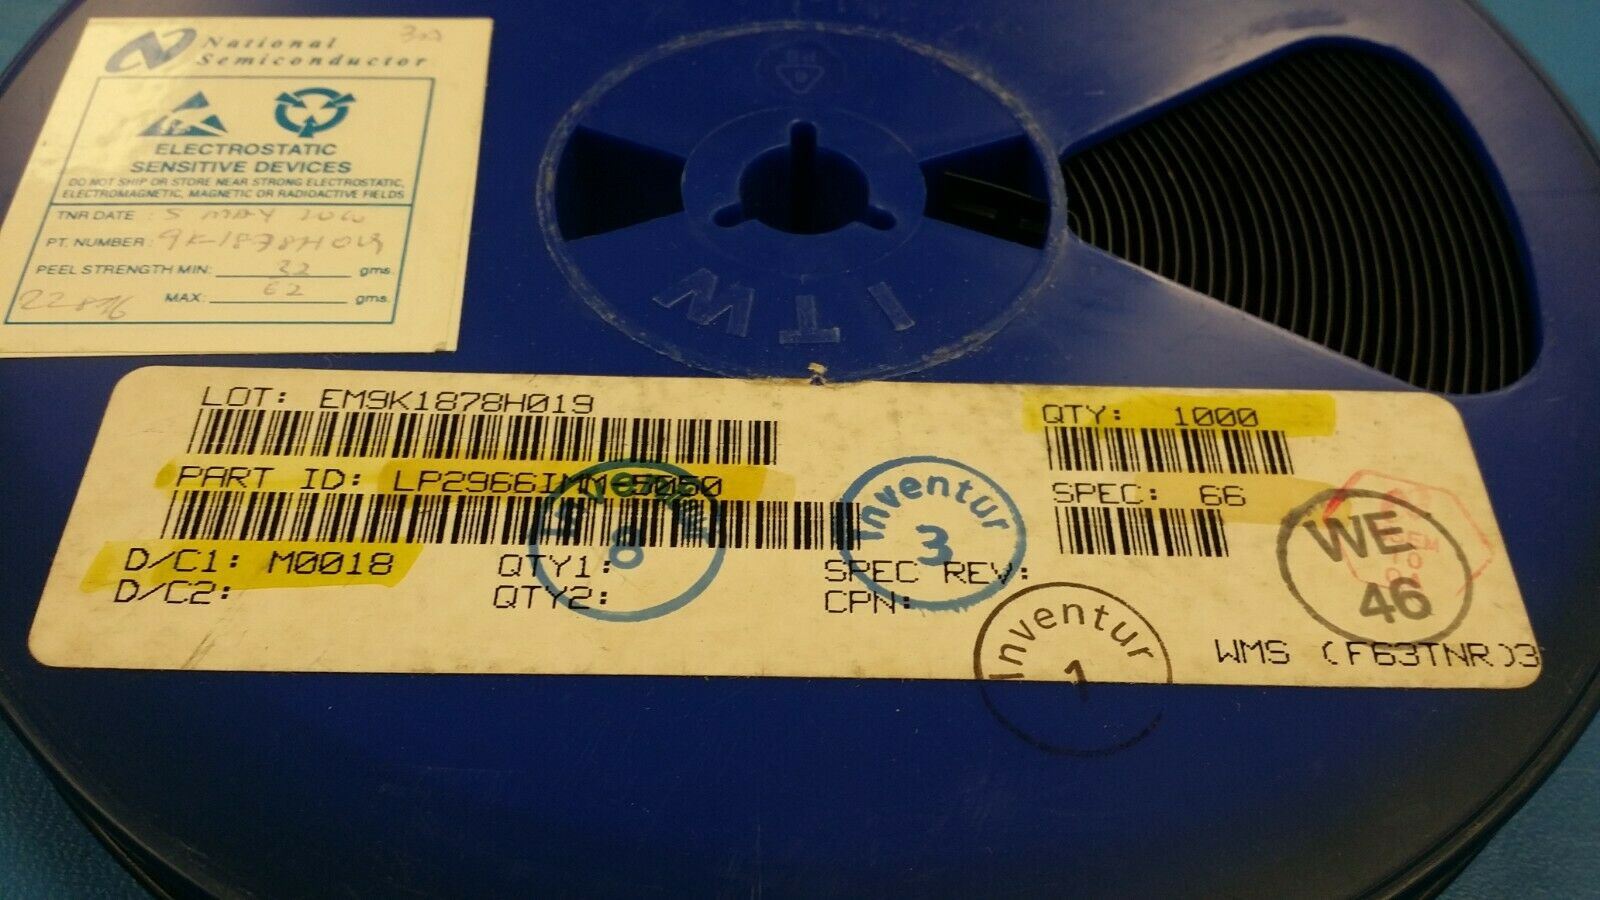 National
Semiconductor
ELECTROSTATIC
SENSITIVE DEVICES
DO NOT SHIP OR STORE NEAR STRONG ELECTROSTATIC,
ELECTROMAGNETIC, MAGNETIC OR RADIOACTIVE FIELDS
TNR DATE : 5 MAY
PT. NUMBER:
PEEL STRENGTH MIN: 32 gms.
MAX: 62 gms.
ITW
LOT: EM9K1878H019
QTY: 1000
PART ID: LP2966IMM 5050
SPEC: 66
D/C1: M0018
QTY1:
SPEC REV:
D/C2:
QTY2:
CPN:
WMS (F63TNR)3
Inventur
8
Inventur
3
Inventur
1
WE
46